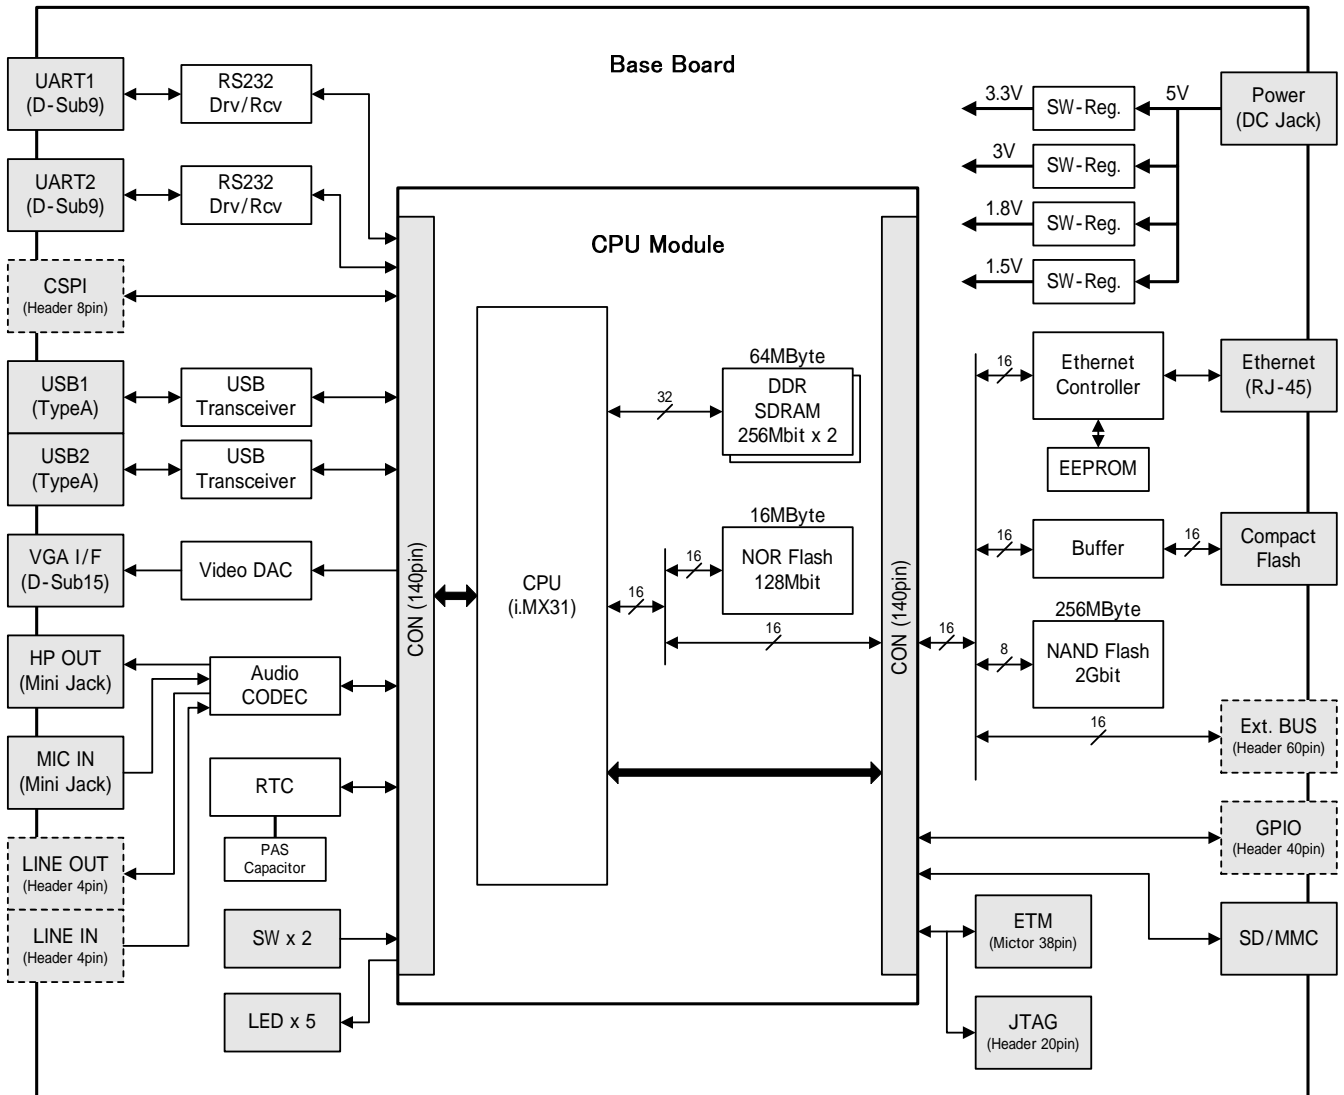 Base Board
UART1
(D-Sub9)
RS232
Drv/Rcv
UART2
(D-Sub9)
RS232
Drv/Rcv
CSPI
(Header 8pin)
USB1
(TypeA)
USB
Transceiver
USB2
(TypeA)
USB
Transceiver
VGA I/F
(D-Sub15)
Video DAC
HP OUT
(Mini Jack)
Audio
CODEC
MIC IN
(Mini Jack)
RTC
PAS
Capacitor
LINE OUT
(Header 4pin)
LINE IN
(Header 4pin)
SW x 2
LED x 5
CPU Module
CON (140pin)
CPU
(i.MX31)
64MByte
32
DDR
SDRAM
256Mbit x 2
16MByte
16
NOR Flash
128Mbit
16
16
CON (140pin)
3.3V
SW-Reg.
5V
Power
(DC Jack)
3V
SW-Reg.
1.8V
SW-Reg.
1.5V
SW-Reg.
16
Ethernet
Controller
Ethernet
(RJ-45)
EEPROM
16
Buffer
16
Compact
Flash
16
256MByte
8
NAND Flash
2Gbit
16
Ext. BUS
(Header 60pin)
GPIO
(Header 40pin)
ETM
(Mictor 38pin)
SD/MMC
JTAG
(Header 20pin)